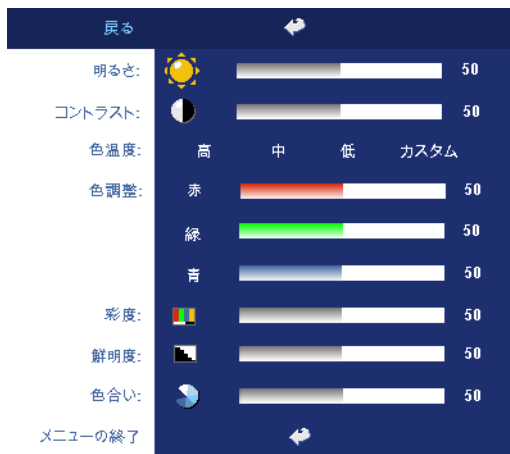 戻る
明るさ: 50
コントラスト: 50
色温度: 高 中 低 カスタム
色調整: 赤 50
緑 50
青 50
彩度: 50
鮮明度: 50
色合い: 50
メニューの終了